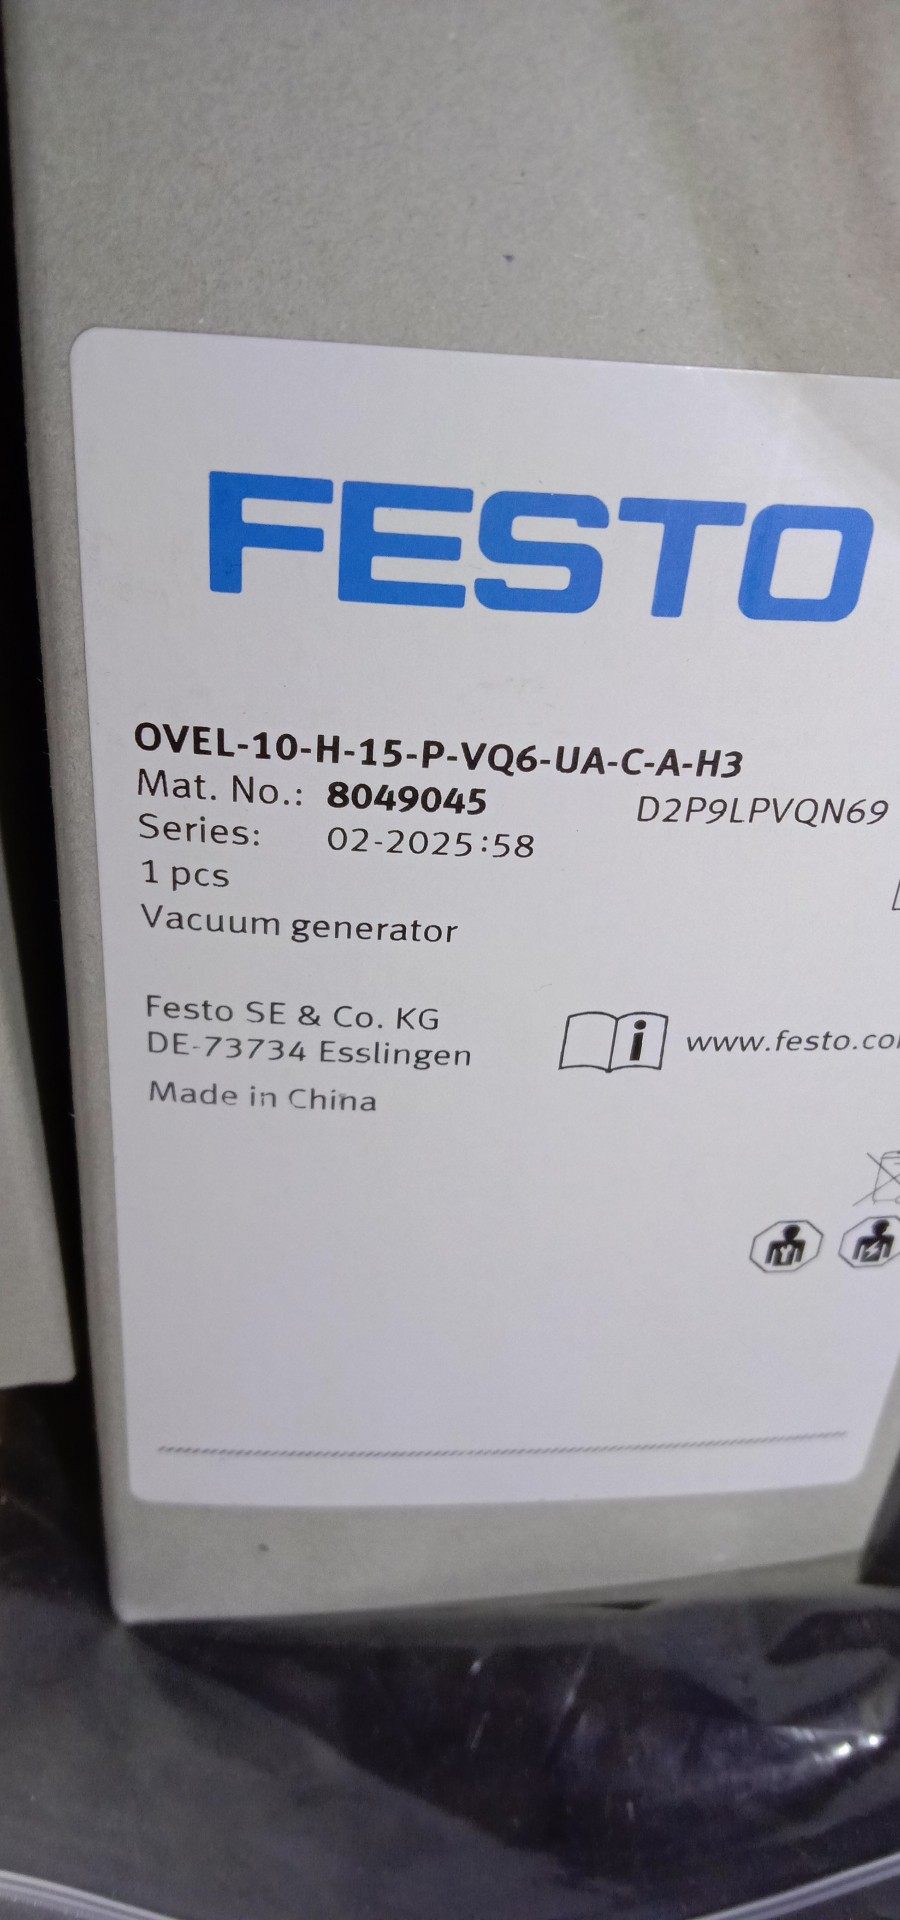 FESTO
OVEL-10-H-15-P-VQ6-UA-C-A-H3
Mat. No.: 8049045 D2P9LPVQN69
Series: 02-2025:58
1 pcs
Vacuum generator
Festo SE & Co. KG
DE-73734 Esslingen
i www.festo.co
Made in China